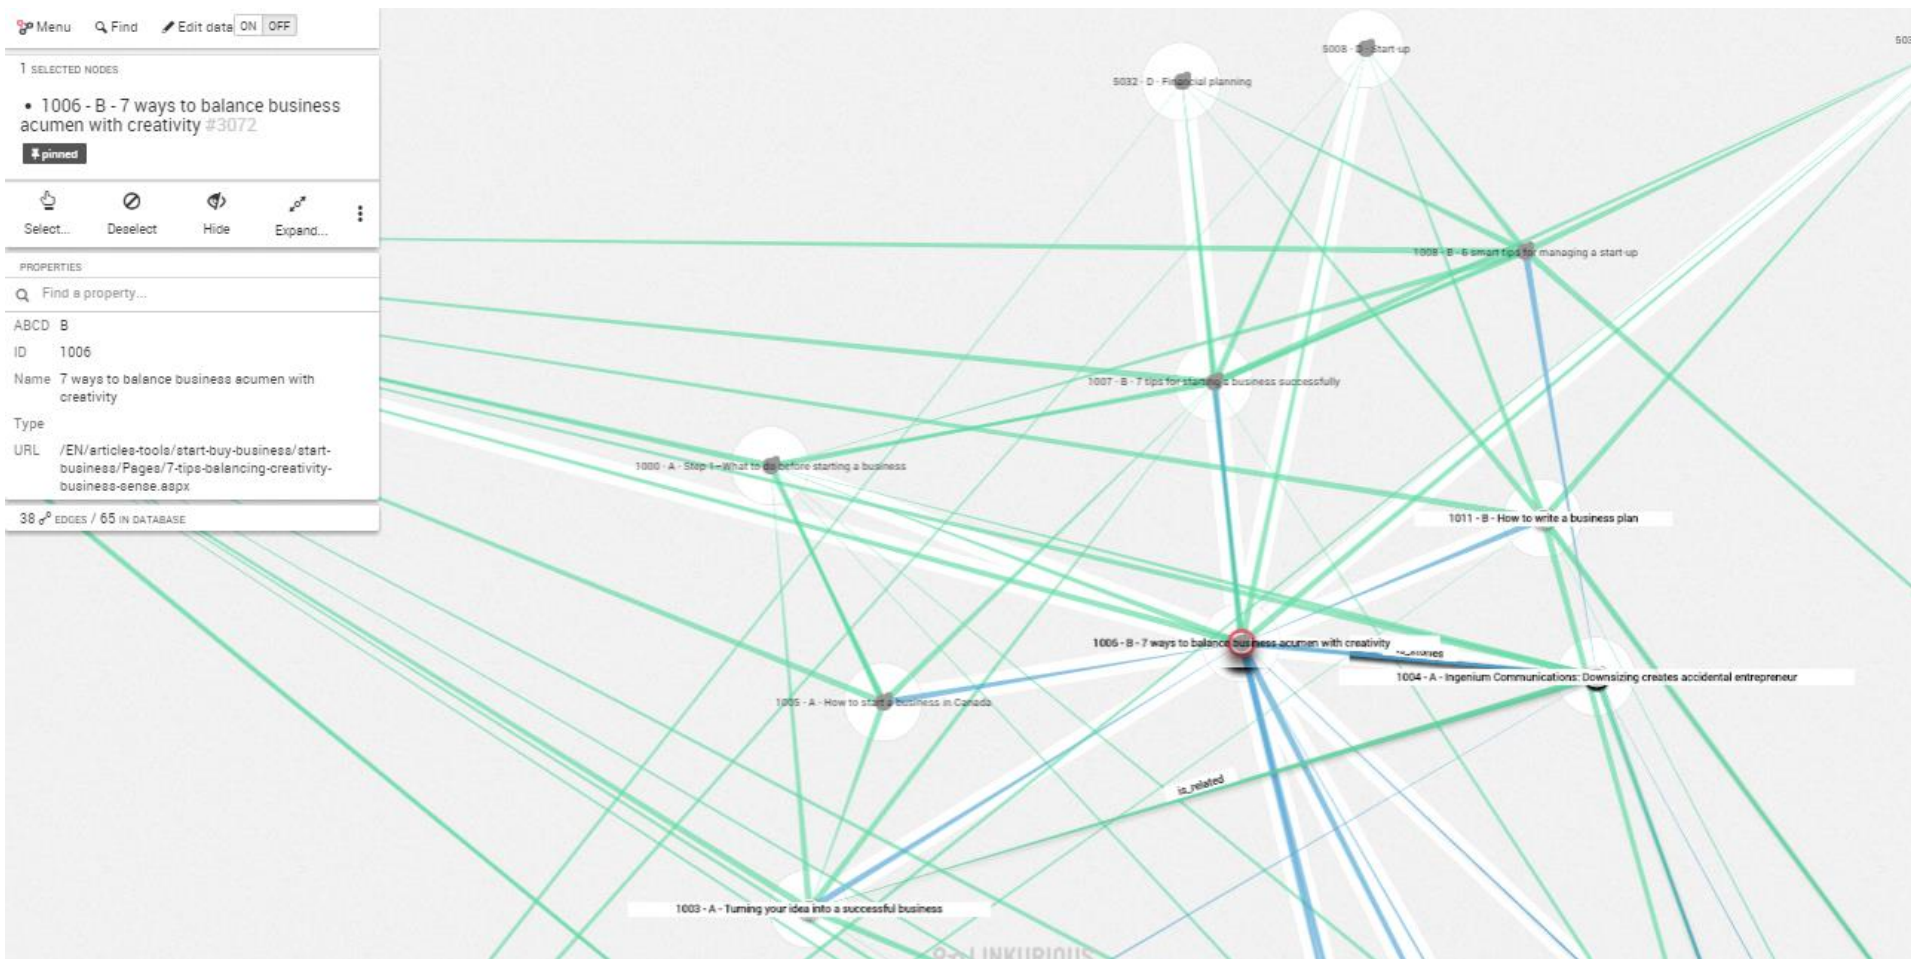 Menu Find Edit data ON OFF
1 SELECTED NODES
• 1006 - B - 7 ways to balance business
acumen with creativity #3072
pinned
Select... Deselect Hide Expand...
PROPERTIES
Find a property...
ABCD B
ID 1006
Name 7 ways to balance business acumen with
creativity
Type
URL /EN/articles-tools/start-buy-business/start-
business/Pages/7-tips-balancing-creativity-
business-sense.aspx
38 EDGES / 65 IN DATABASE
5008 - D - Start-up
5032 - D - Financial planning
1008 - B - 6 smart tips for managing a start-up
1007 - B - 7 tips for starting a business successfully
1000 - A - Step 1—What to do before starting a business
1011 - B - How to write a business plan
1006 - B - 7 ways to balance business acumen with creativity
1004 - A - Ingenium Communications: Downsizing creates accidental entrepreneur
1005 - A - How to start a business in Canada
is_related
1003 - A - Turning your idea into a successful business
LINKURIOUS